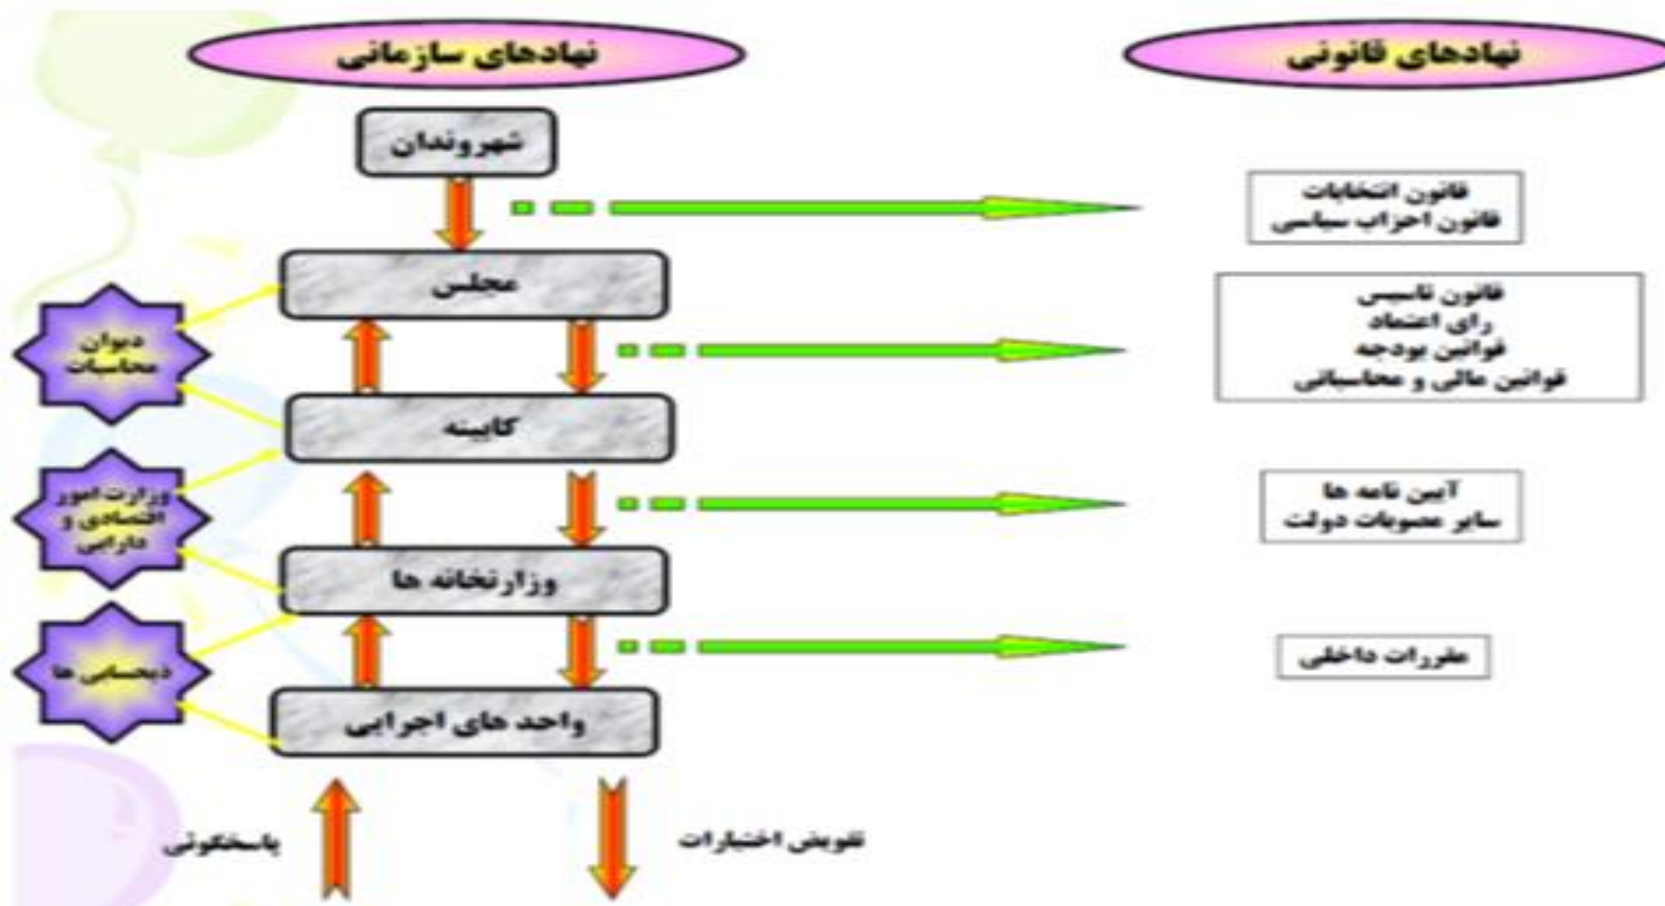 نهادهای قانونی
نهادهای سازمانی
شهروندان
قانون انتخابات
قانون احزاب سیاسی
مجلس
قانون تاسیس
رای اعتماد
قوانین بودجه
قوانین مالی و محاسباتی
دیوان
محاسبات
کابینه
آیین نامه ها
سایر مصوبات دولت
وزارت امور
اقتصادی و
دارایی
وزارتخانه ها
مقررات داخلی
ذیحسابی ها
واحد های اجرایی
تفویض اختیارات
پاسخگوئی